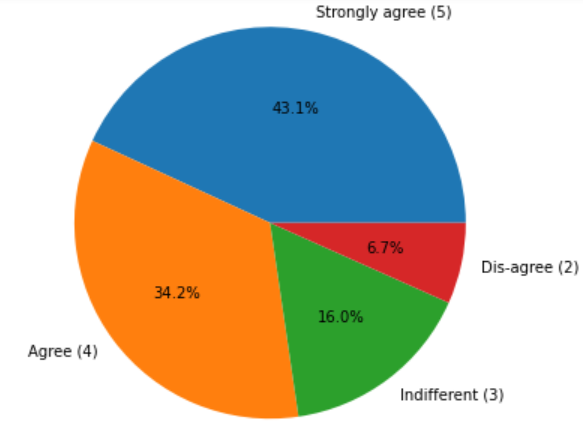 Strongly agree (5)
43.1%
6.7%
Dis-agree (2)
34.2%
16.0%
Agree (4)
Indifferent (3)